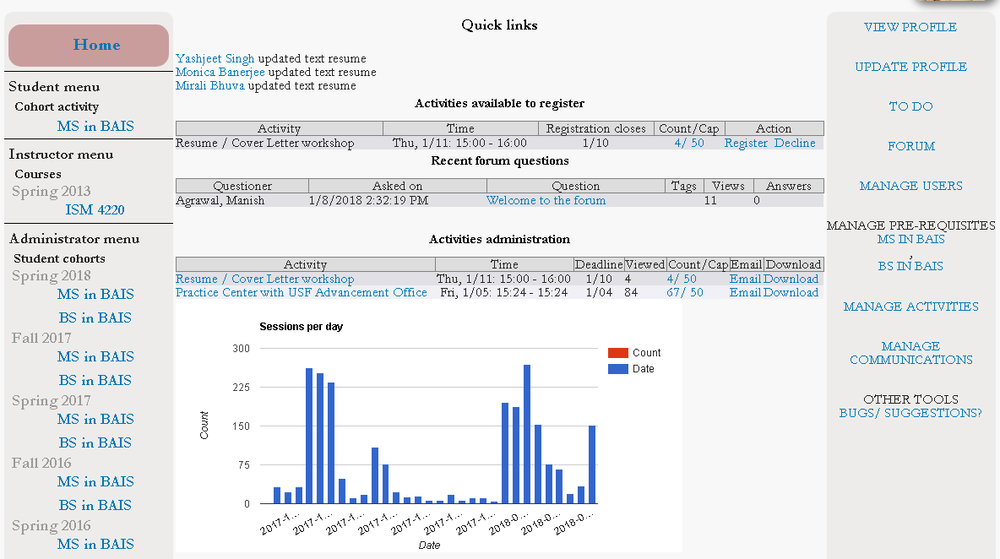 Home
Student menu
Cohort activity
MS in BAIS
Instructor menu
Courses
Spring 2013
ISM 4220
Administrator menu
Student cohorts
Spring 2018
MS in BAIS
BS in BAIS
Fall 2017
MS in BAIS
BS in BAIS
Spring 2017
MS in BAIS
BS in BAIS
Fall 2016
MS in BAIS
BS in BAIS
Spring 2016
MS in BAIS
Quick links
Yashjeet Singh updated text resume
Monica Banerjee updated text resume
Mirali Bhuva updated text resume
Activities available to register
Activity Time Registration closes Count/Cap Action
Resume / Cover Letter workshop Thu, 1/11: 15:00 - 16:00 1/10 4/ 50 Register Decline
Recent forum questions
Questioner Asked on Question Tags Views Answers
Agrawal, Manish 1/8/2018 2:32:19 PM Welcome to the forum 11 0
Activities administration
Activity Time Deadline Viewed Count/Cap Email Download
Resume / Cover Letter workshop Thu, 1/11: 15:00 - 16:00 1/10 4 4/ 50 Email Download
Practice Center with USF Advancement Office Fri, 1/05: 15:24 - 15:24 1/04 84 67/ 50 Email Download
Sessions per day
300
225
150
75
0
Count
2017-1... 2017-1... 2017-1... 2017-1... 2017-1... 2017-1... 2017-1... 2018-0... 2018-0... 2018-0...
Date
Count
Date
VIEW PROFILE
UPDATE PROFILE
TO DO
FORUM
MANAGE USERS
MANAGE PRE-REQUISITES
MS IN BAIS
,
BS IN BAIS
MANAGE ACTIVITIES
MANAGE
COMMUNICATIONS
OTHER TOOLS
BUGS/ SUGGESTIONS?